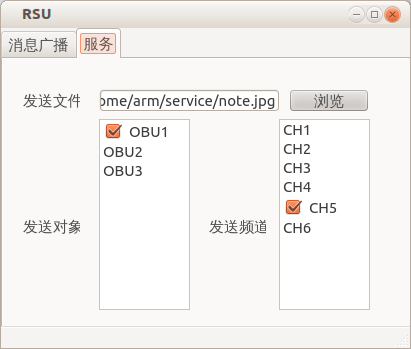 RSU
消息广播 服务
发送文件 ome/arm/service/note.jpg 浏览
发送对象
OBU1
OBU2
OBU3
发送频道
CH1
CH2
CH3
CH4
CH5
CH6